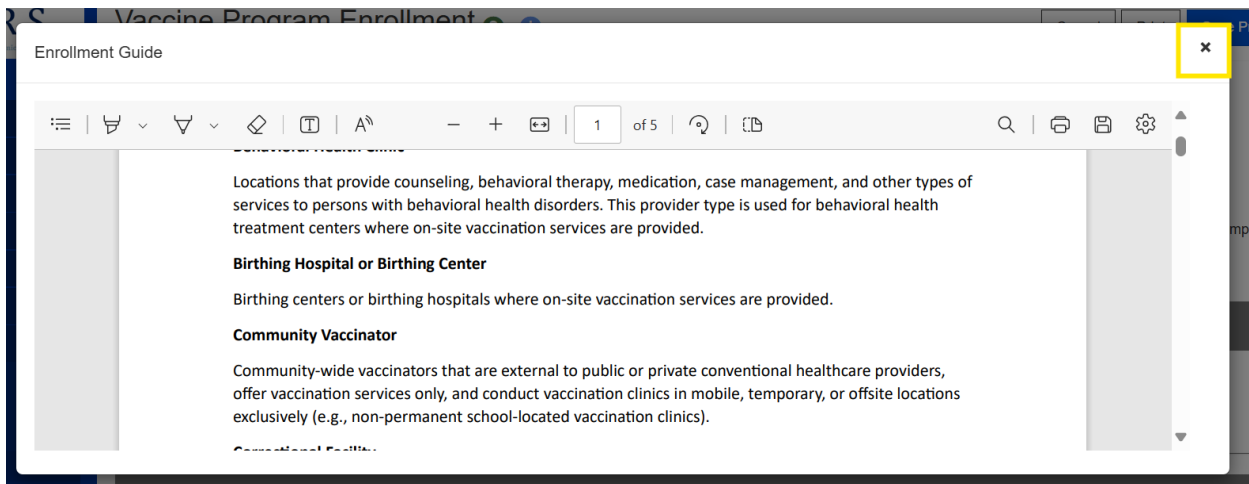 Vaccine Program Enrollment
Enrollment Guide
×
1 of 5
Behavioral Health Clinic
Locations that provide counseling, behavioral therapy, medication, case management, and other types of
services to persons with behavioral health disorders. This provider type is used for behavioral health
treatment centers where on-site vaccination services are provided.
Birthing Hospital or Birthing Center
Birthing centers or birthing hospitals where on-site vaccination services are provided.
Community Vaccinator
Community-wide vaccinators that are external to public or private conventional healthcare providers,
offer vaccination services only, and conduct vaccination clinics in mobile, temporary, or offsite locations
exclusively (e.g., non-permanent school-located vaccination clinics).
Correctional Facility